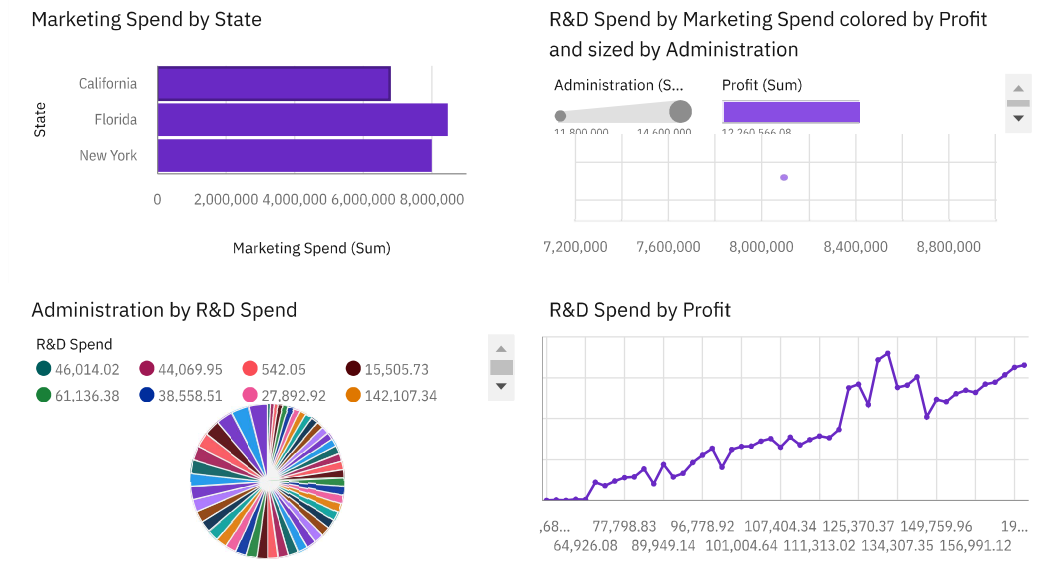 Marketing Spend by State
California
Florida
New York
State
0 2,000,000 4,000,000 6,000,000 8,000,000
Marketing Spend (Sum)
R&D Spend by Marketing Spend colored by Profit
and sized by Administration
Administration (S... Profit (Sum)
11,800,000 14,600,000 12,260,566.08
7,200,000 7,600,000 8,000,000 8,400,000 8,800,000
Administration by R&D Spend
R&D Spend
46,014.02 44,069.95 542.05 15,505.73
61,136.38 38,558.51 27,892.92 142,107.34
R&D Spend by Profit
,68... 77,798.83 96,778.92 107,404.34 125,370.37 149,759.96 19...
64,926.08 89,949.14 101,004.64 111,313.02 134,307.35 156,991.12